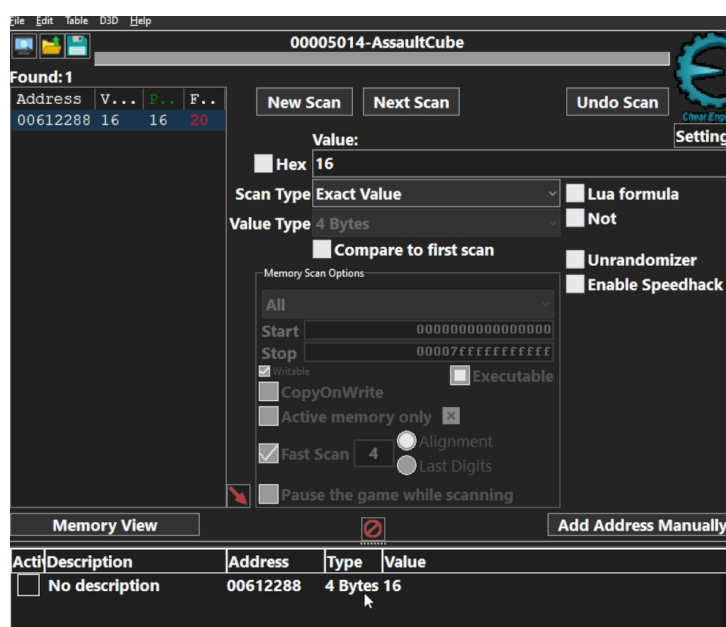 File Edit Table D3D Help
00005014-AssaultCube
Found:1
Address V... P.. F..
00612288 16 16 20
New Scan Next Scan Undo Scan
Cheat Engine
Setting
Value:
Hex 16
Scan Type Exact Value
Lua formula
Value Type 4 Bytes
Not
Compare to first scan
Unrandomizer
Enable Speedhack
Memory Scan Options
All
Start 0000000000000000
Stop 00007fffffffffff
Writable Executable
CopyOnWrite
Active memory only
Fast Scan 4 Alignment
Last Digits
Pause the game while scanning
Memory View Add Address Manually
Acti Description Address Type Value
No description 00612288 4 Bytes 16